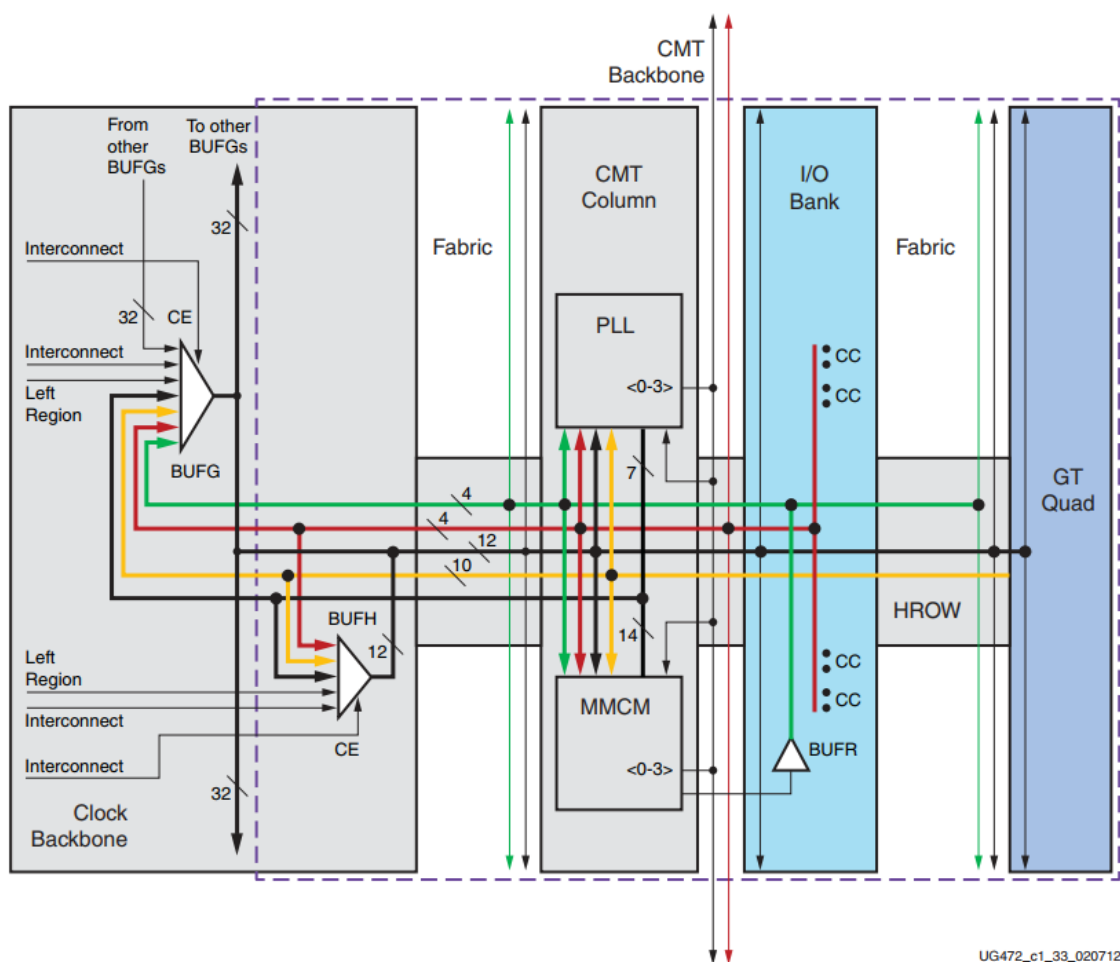 CMT
Backbone
From
other
BUFGs
To other
BUFGs
CMT
Column
I/O
Bank
32
Interconnect
Fabric
Fabric
32
CE
PLL
Interconnect
CC
<0-3>
CC
Left
Region
BUFG
7
GT
Quad
4
4
12
10
BUFH
HROW
12
14
Left
Region
CC
MMCM
CC
Interconnect
CE
BUFR
Interconnect
<0-3>
32
Clock
Backbone
UG472_c1_33_020712